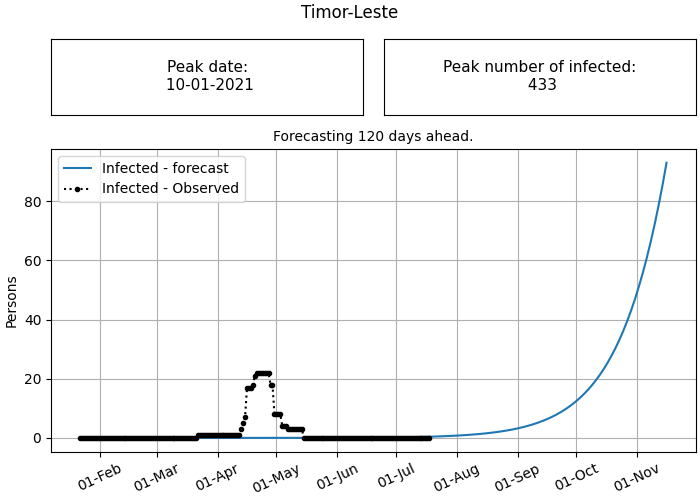 Timor-Leste
Peak date:
10-01-2021
Peak number of infected:
433
Forecasting 120 days ahead.
Infected - forecast
Infected - Observed
Persons
80
60
40
20
0
01-Feb
01-Mar
01-Apr
01-May
01-Jun
01-Jul
01-Aug
01-Sep
01-Oct
01-Nov